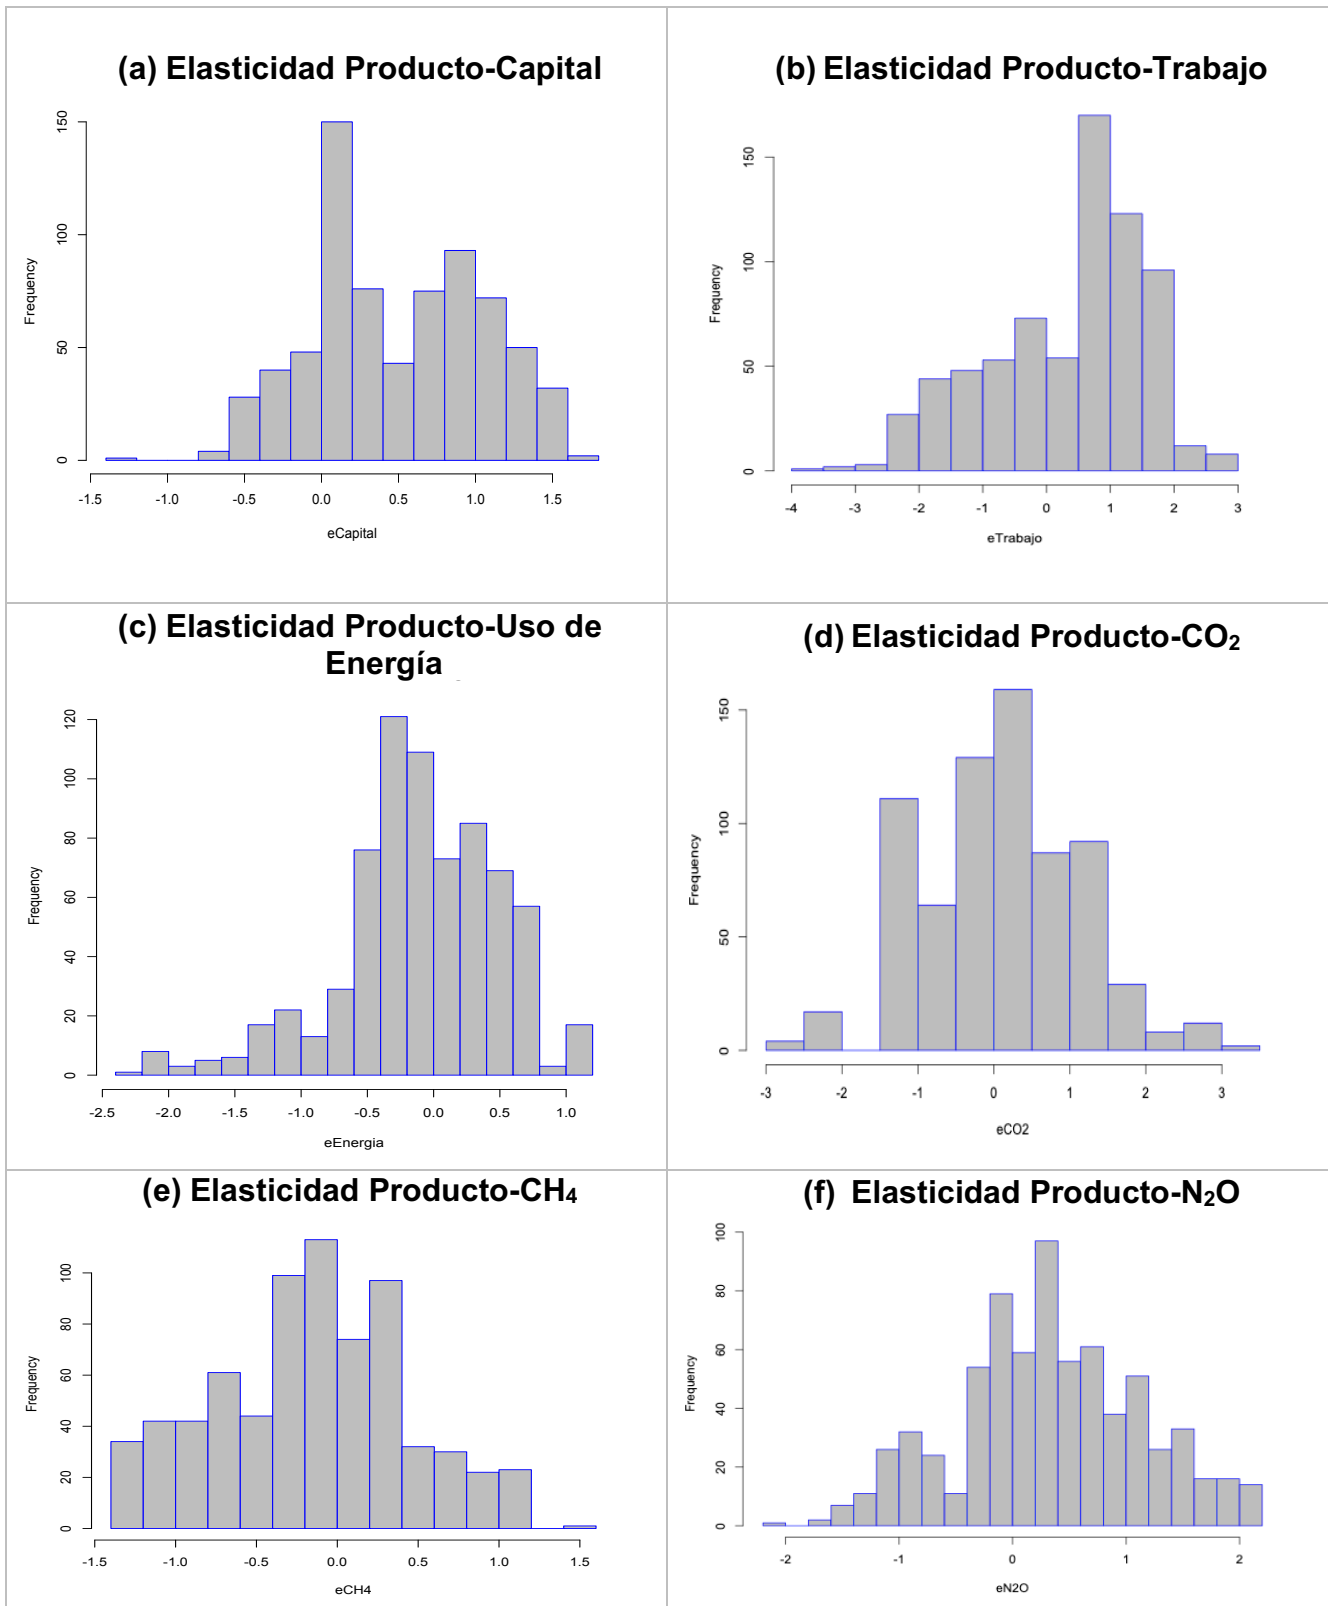 (a) Elasticidad Producto-Capital
150
100
50
0
Frequency
-1.5 -1.0 -0.5 0.0 0.5 1.0 1.5
eCapital
(b) Elasticidad Producto-Trabajo
150
100
50
0
Frequency
-4 -3 -2 -1 0 1 2 3
eTrabajo
(c) Elasticidad Producto-Uso de
Energía
120
100
80
60
40
20
0
Frequency
-2.5 -2.0 -1.5 -1.0 -0.5 0.0 0.5 1.0
eEnergia
(d) Elasticidad Producto-CO₂
150
100
50
0
Frequency
-3 -2 -1 0 1 2 3
eCO2
(e) Elasticidad Producto-CH₄
100
80
60
40
20
0
Frequency
-1.5 -1.0 -0.5 0.0 0.5 1.0 1.5
eCH4
(f) Elasticidad Producto-N₂O
100
80
60
40
20
0
Frequency
-2 -1 0 1 2
eN2O